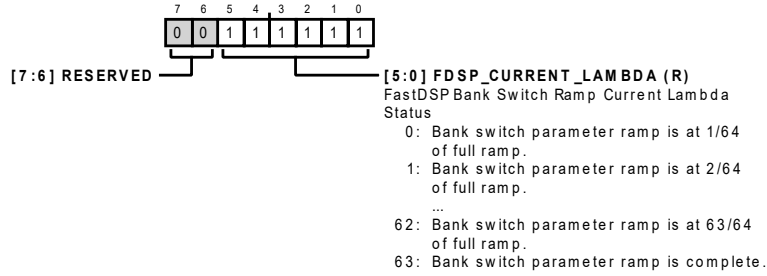 7 6 5 4 3 2 1 0
0 0 1 1 1 1 1 1
[7:6] RESERVED
[5:0] FDSP_CURRENT_LAMBDA (R)
FastDSP Bank Switch Ramp Current Lambda
Status
0: Bank switch parameter ramp is at 1/64
of full ramp.
1: Bank switch parameter ramp is at 2/64
of full ramp.
...
62: Bank switch parameter ramp is at 63/64
of full ramp.
63: Bank switch parameter ramp is complete.